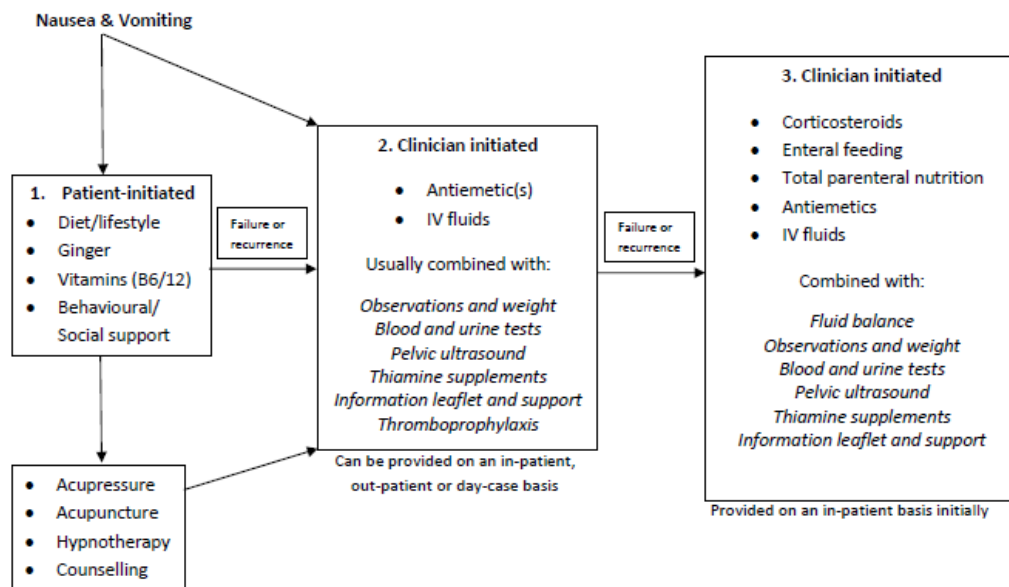 Nausea & Vomiting
1. Patient-initiated
• Diet/lifestyle
• Ginger
• Vitamins (B6/12)
• Behavioural/
Social support
• Acupressure
• Acupuncture
• Hypnotherapy
• Counselling
Failure or
recurrence
2. Clinician initiated
• Antiemetic(s)
• IV fluids
Usually combined with:
Observations and weight
Blood and urine tests
Pelvic ultrasound
Thiamine supplements
Information leaflet and support
Thromboprophylaxis
Can be provided on an in-patient,
out-patient or day-case basis
Failure or
recurrence
3. Clinician initiated
• Corticosteroids
• Enteral feeding
• Total parenteral nutrition
• Antiemetics
• IV fluids
Combined with:
Fluid balance
Observations and weight
Blood and urine tests
Pelvic ultrasound
Thiamine supplements
Information leaflet and support
Provided on an in-patient basis initially